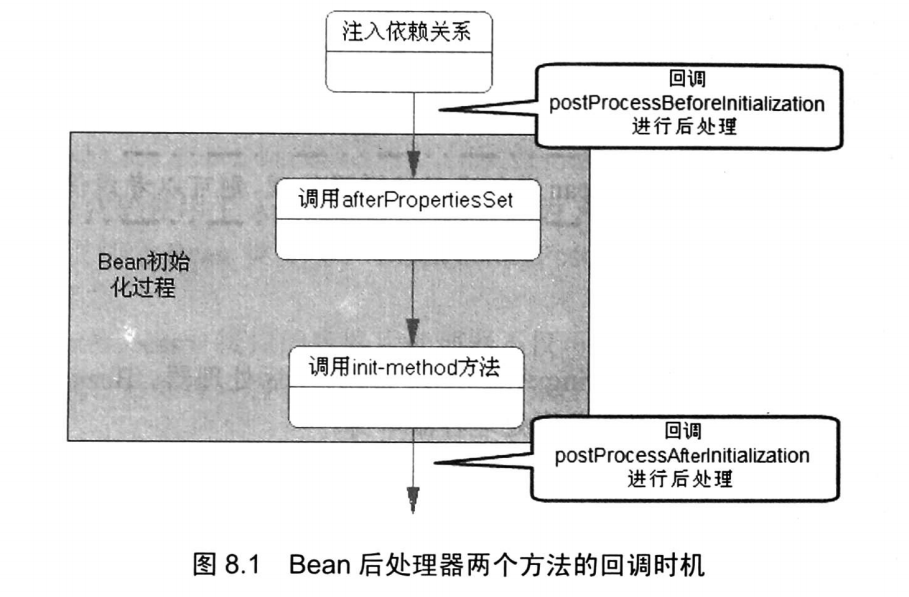 注入依赖关系
回调
postProcessBeforeInitialization
进行后处理
调用afterPropertiesSet
Bean初始
化过程
调用init-method方法
回调
postProcessAfterInitialization
进行后处理
图 8.1 Bean 后处理器两个方法的回调时机